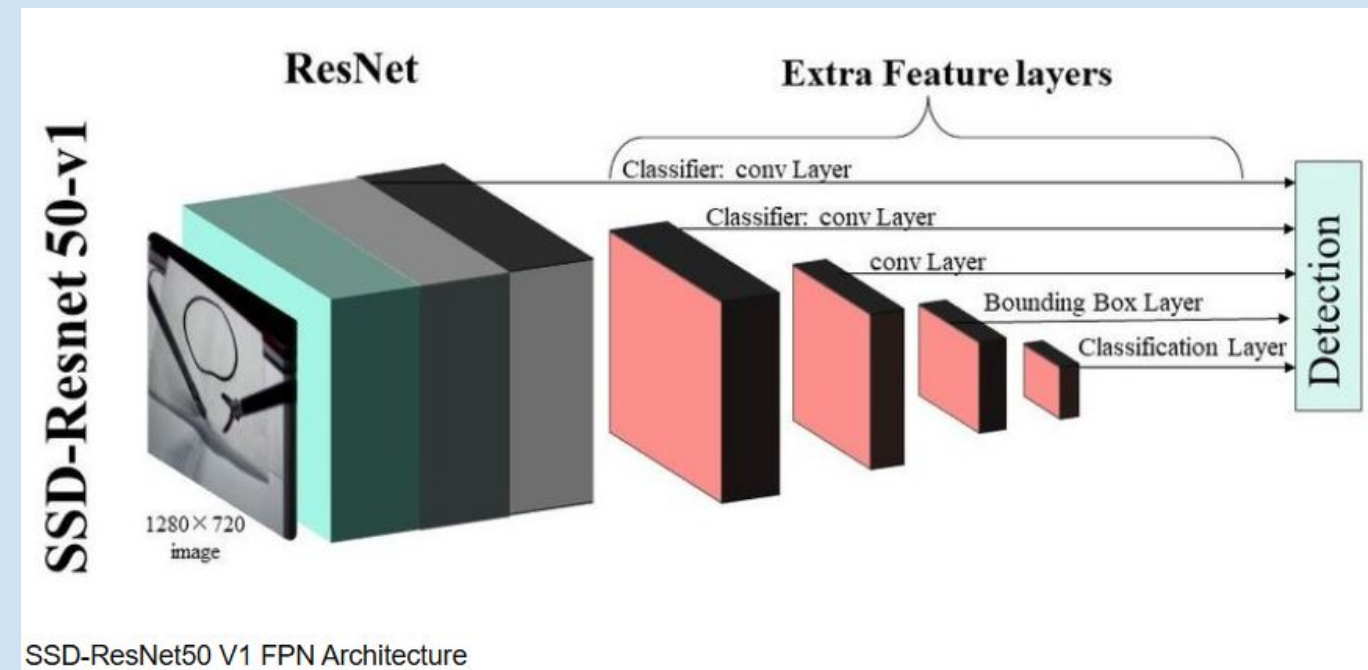 ResNet
Extra Feature layers
SSD-Resnet 50-v1
Classifier: conv Layer
Classifier: conv Layer
conv Layer
Bounding Box Layer
Classification Layer
Detection
1280×720
image
SSD-ResNet50 V1 FPN Architecture